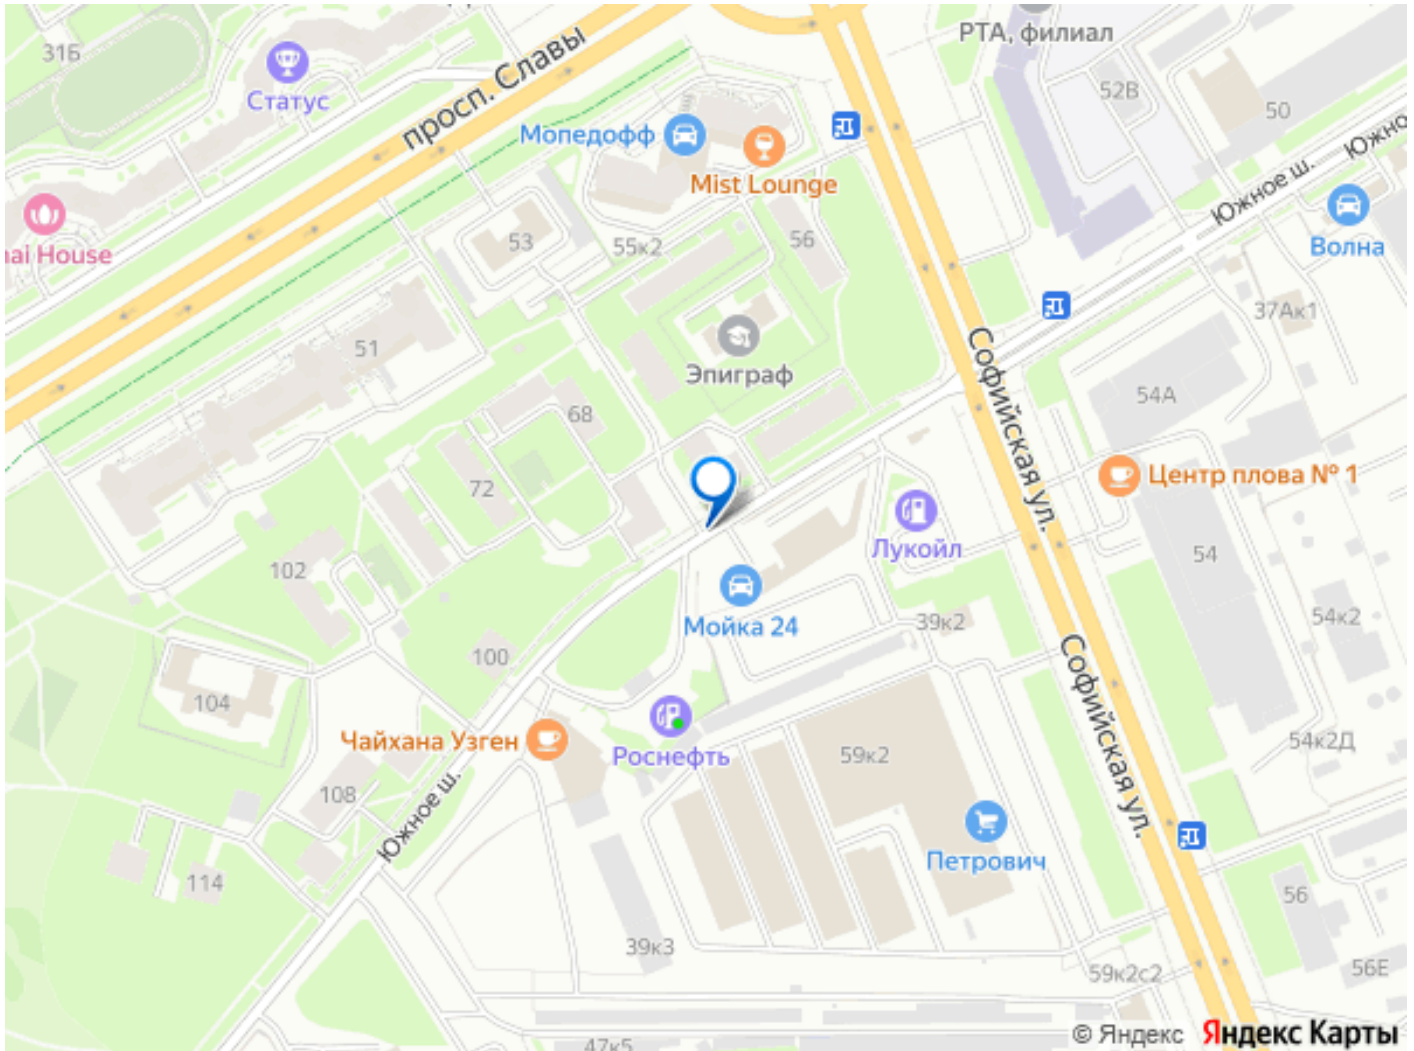 31Б
Статус
просп. Славы
РТА, филиал
52В
50
Южно
Южное ш.
Мопедофф
Mist Lounge
Волна
nai House
53
55к2
56
37Ак1
51
Эпиграф
Софийская ул.
54А
68
72
Центр плова № 1
Лукойл
54
102
Мойка 24
39к2
54к2
100
104
Софийская ул.
Чайхана Узген
Роснефть
59к2
54к2Д
108
Южное ш.
Петрович
114
56
39к3
59к2с2
56Е
47к5
© Яндекс Яндекс Карты